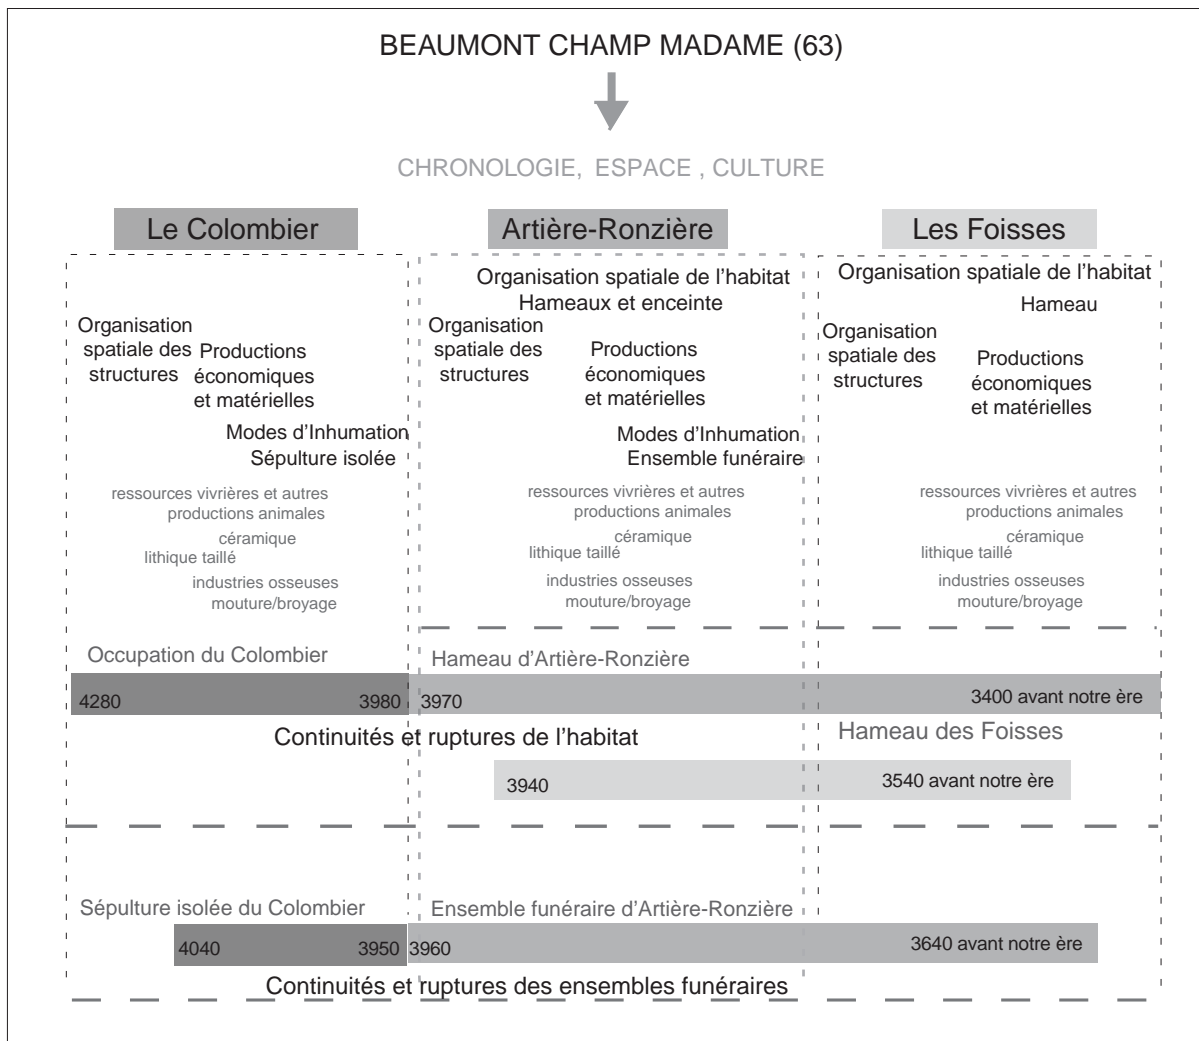 BEAUMONT CHAMP MADAME (63)
CHRONOLOGIE, ESPACE , CULTURE
Le Colombier
Organisation
spatiale des
structures
Productions
économiques
et matérielles
Modes d’Inhumation
Sépulture isolée
ressources vivrières et autres
productions animales
céramique
lithique taillé
industries osseuses
mouture/broyage
Artière-Ronzière
Organisation spatiale de l’habitat
Hameaux et enceinte
Organisation
spatiale des
structures
Productions
économiques
et matérielles
Modes d’Inhumation
Ensemble funéraire
ressources vivrières et autres
productions animales
céramique
lithique taillé
industries osseuses
mouture/broyage
Les Foisses
Organisation spatiale de l’habitat
Hameau
Organisation
spatiale des
structures
Productions
économiques
et matérielles
ressources vivrières et autres
productions animales
céramique
lithique taillé
industries osseuses
mouture/broyage
Occupation du Colombier
Hameau d’Artière-Ronzière
4280
3980
3970
3400 avant notre ère
Continuités et ruptures de l’habitat
Hameau des Foisses
3940
3540 avant notre ère
Sépulture isolée du Colombier
Ensemble funéraire d’Artière-Ronzière
4040
3950
3960
3640 avant notre ère
Continuités et ruptures des ensembles funéraires